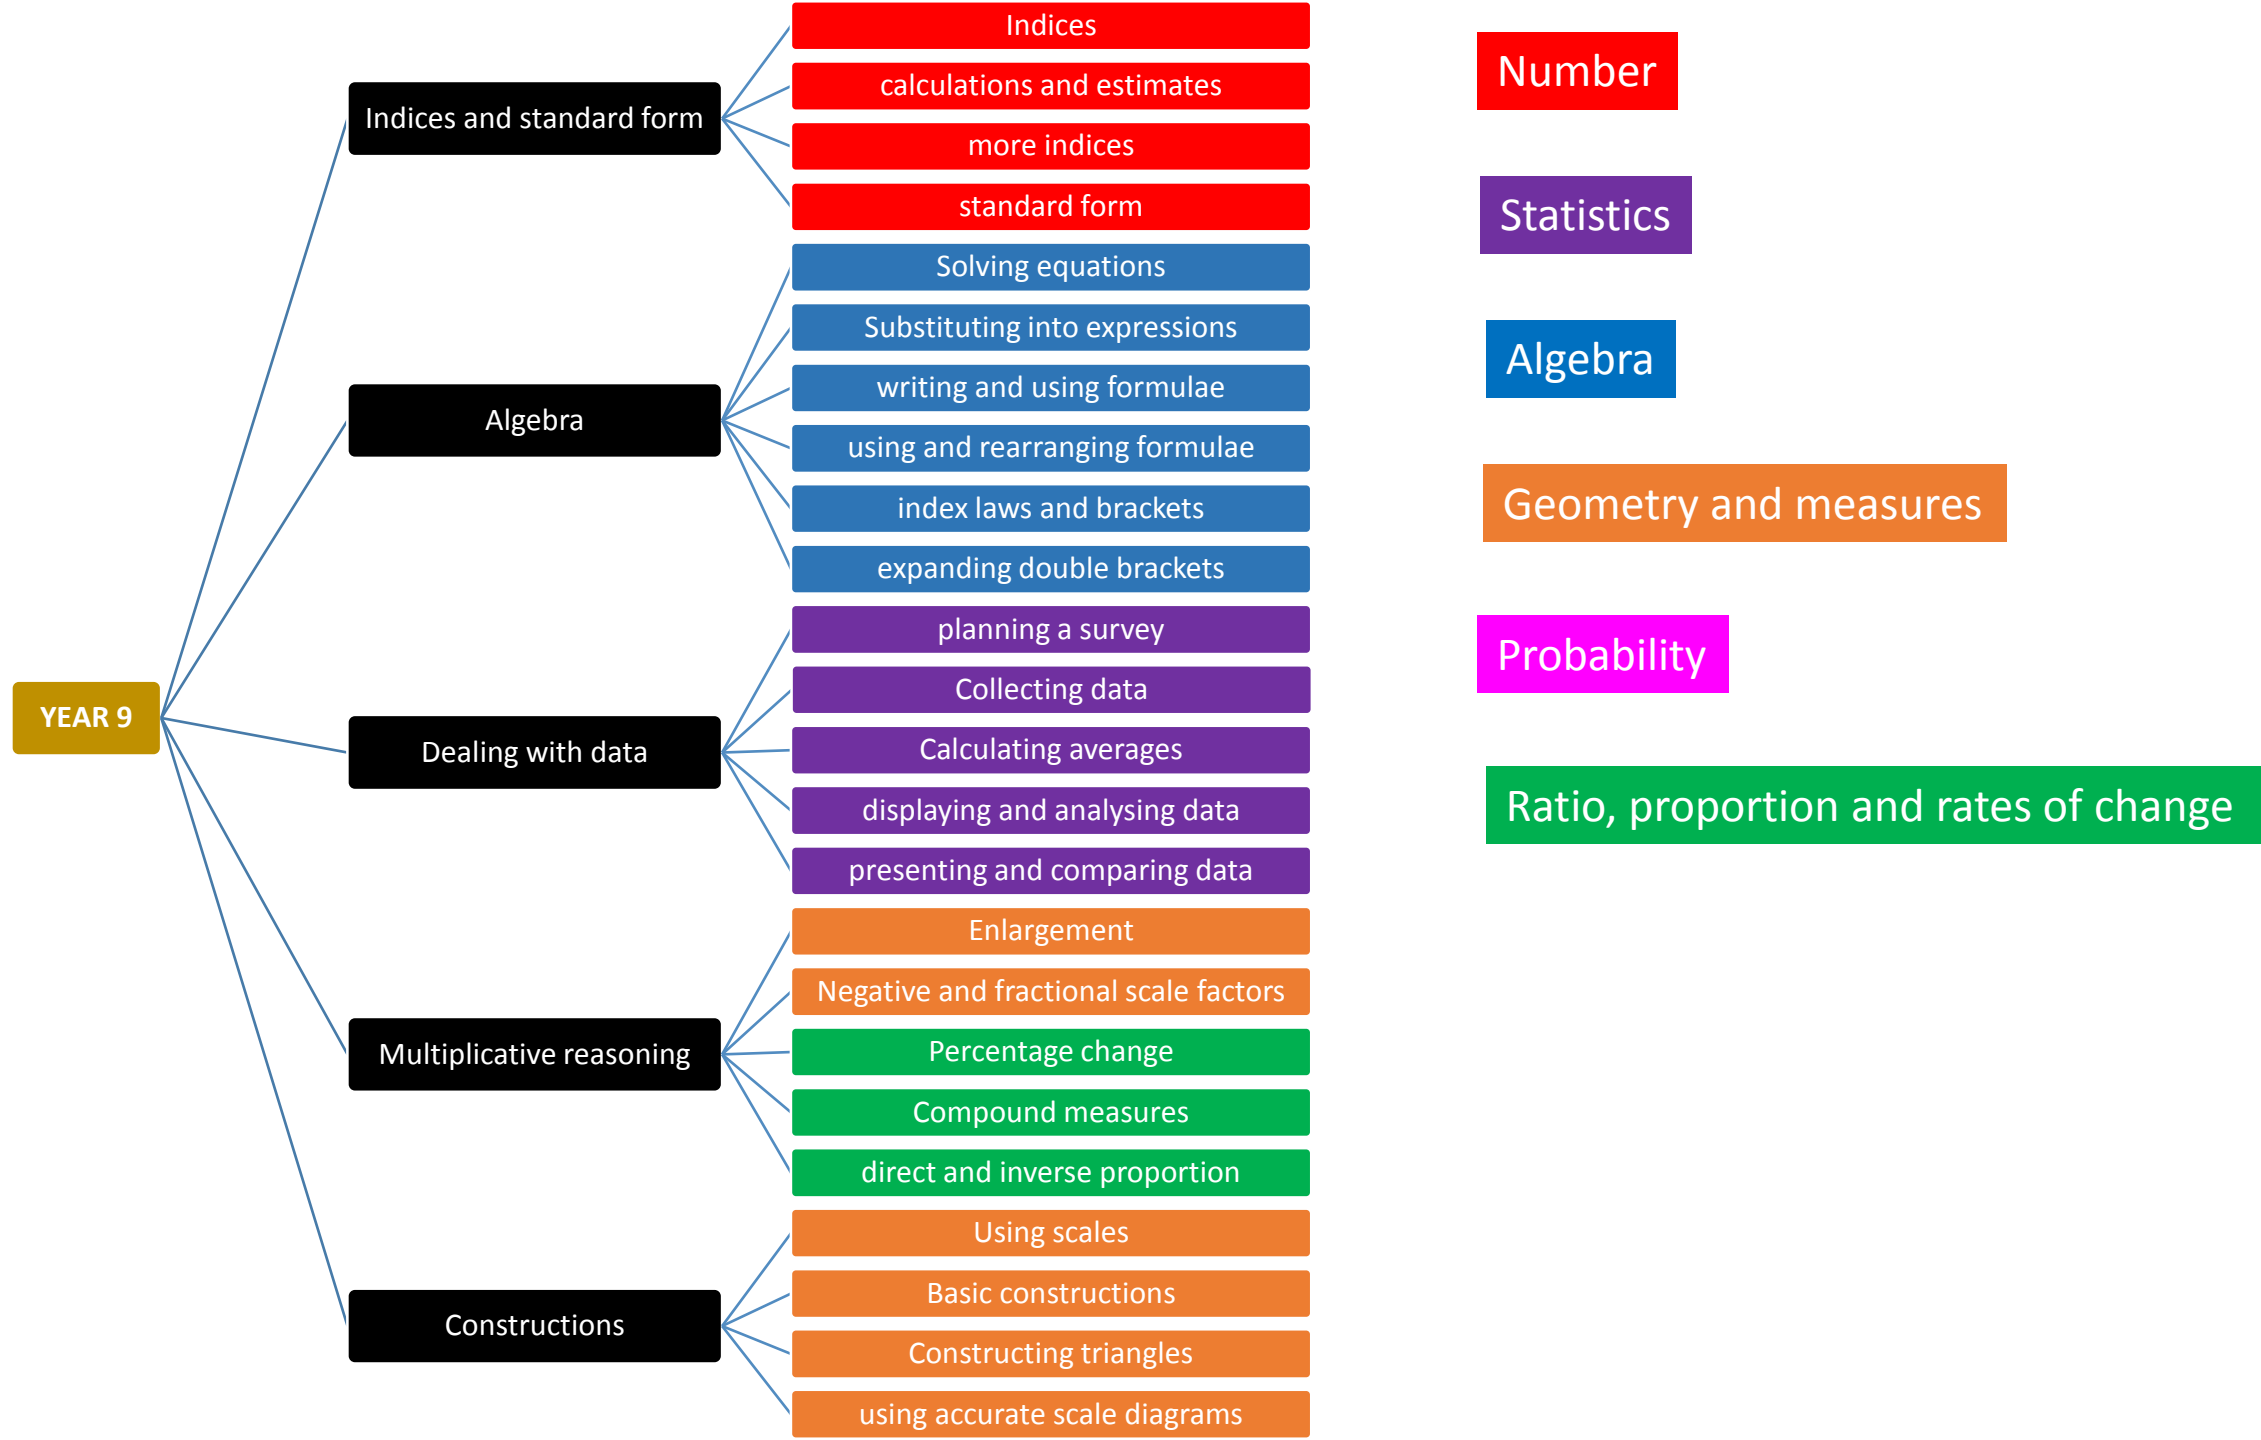 YEAR 9
Indices and standard form
Indices
calculations and estimates
more indices
standard form
Algebra
Solving equations
Substituting into expressions
writing and using formulae
using and rearranging formulae
index laws and brackets
expanding double brackets
Dealing with data
planning a survey
Collecting data
Calculating averages
displaying and analysing data
presenting and comparing data
Multiplicative reasoning
Enlargement
Negative and fractional scale factors
Percentage change
Compound measures
direct and inverse proportion
Constructions
Using scales
Basic constructions
Constructing triangles
using accurate scale diagrams
Number
Statistics
Algebra
Geometry and measures
Probability
Ratio, proportion and rates of change